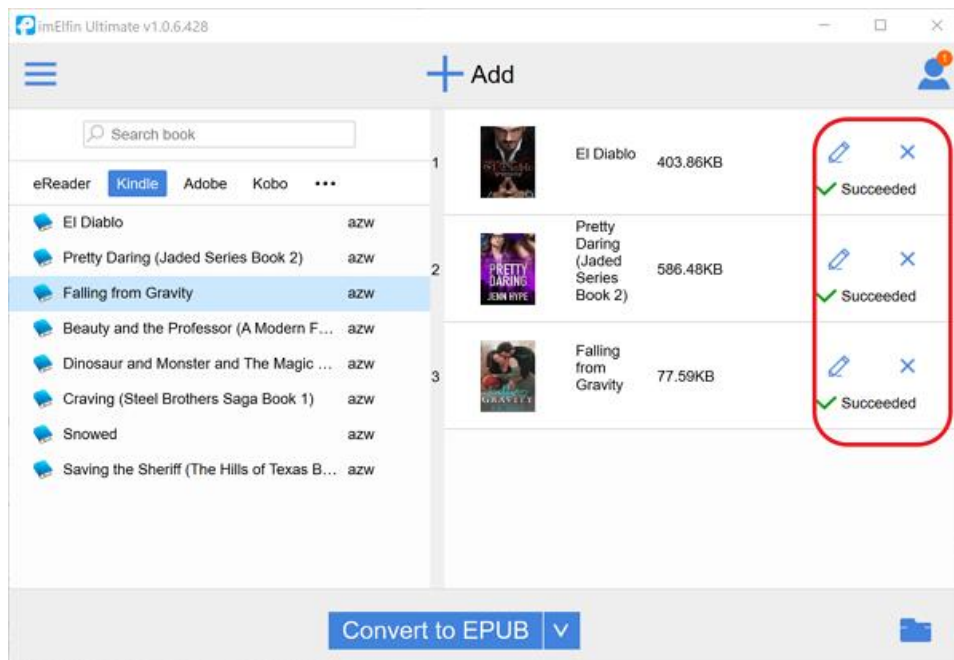 imElfin Ultimate v1.0.6.428
Add
Search book
eReader Kindle Adobe Kobo •••
El Diablo azw
Pretty Daring (Jaded Series Book 2) azw
Falling from Gravity azw
Beauty and the Professor (A Modern F... azw
Dinosaur and Monster and The Magic ... azw
Craving (Steel Brothers Saga Book 1) azw
Snowed azw
Saving the Sheriff (The Hills of Texas B... azw
1
El Diablo
403.86KB
Succeeded
2
PRETTY
DARING
JENN HYPE
Pretty
Daring
(Jaded
Series
Book 2)
586.48KB
Succeeded
3
GRAVITY
Falling
from
Gravity
77.59KB
Succeeded
1
Convert to EPUB